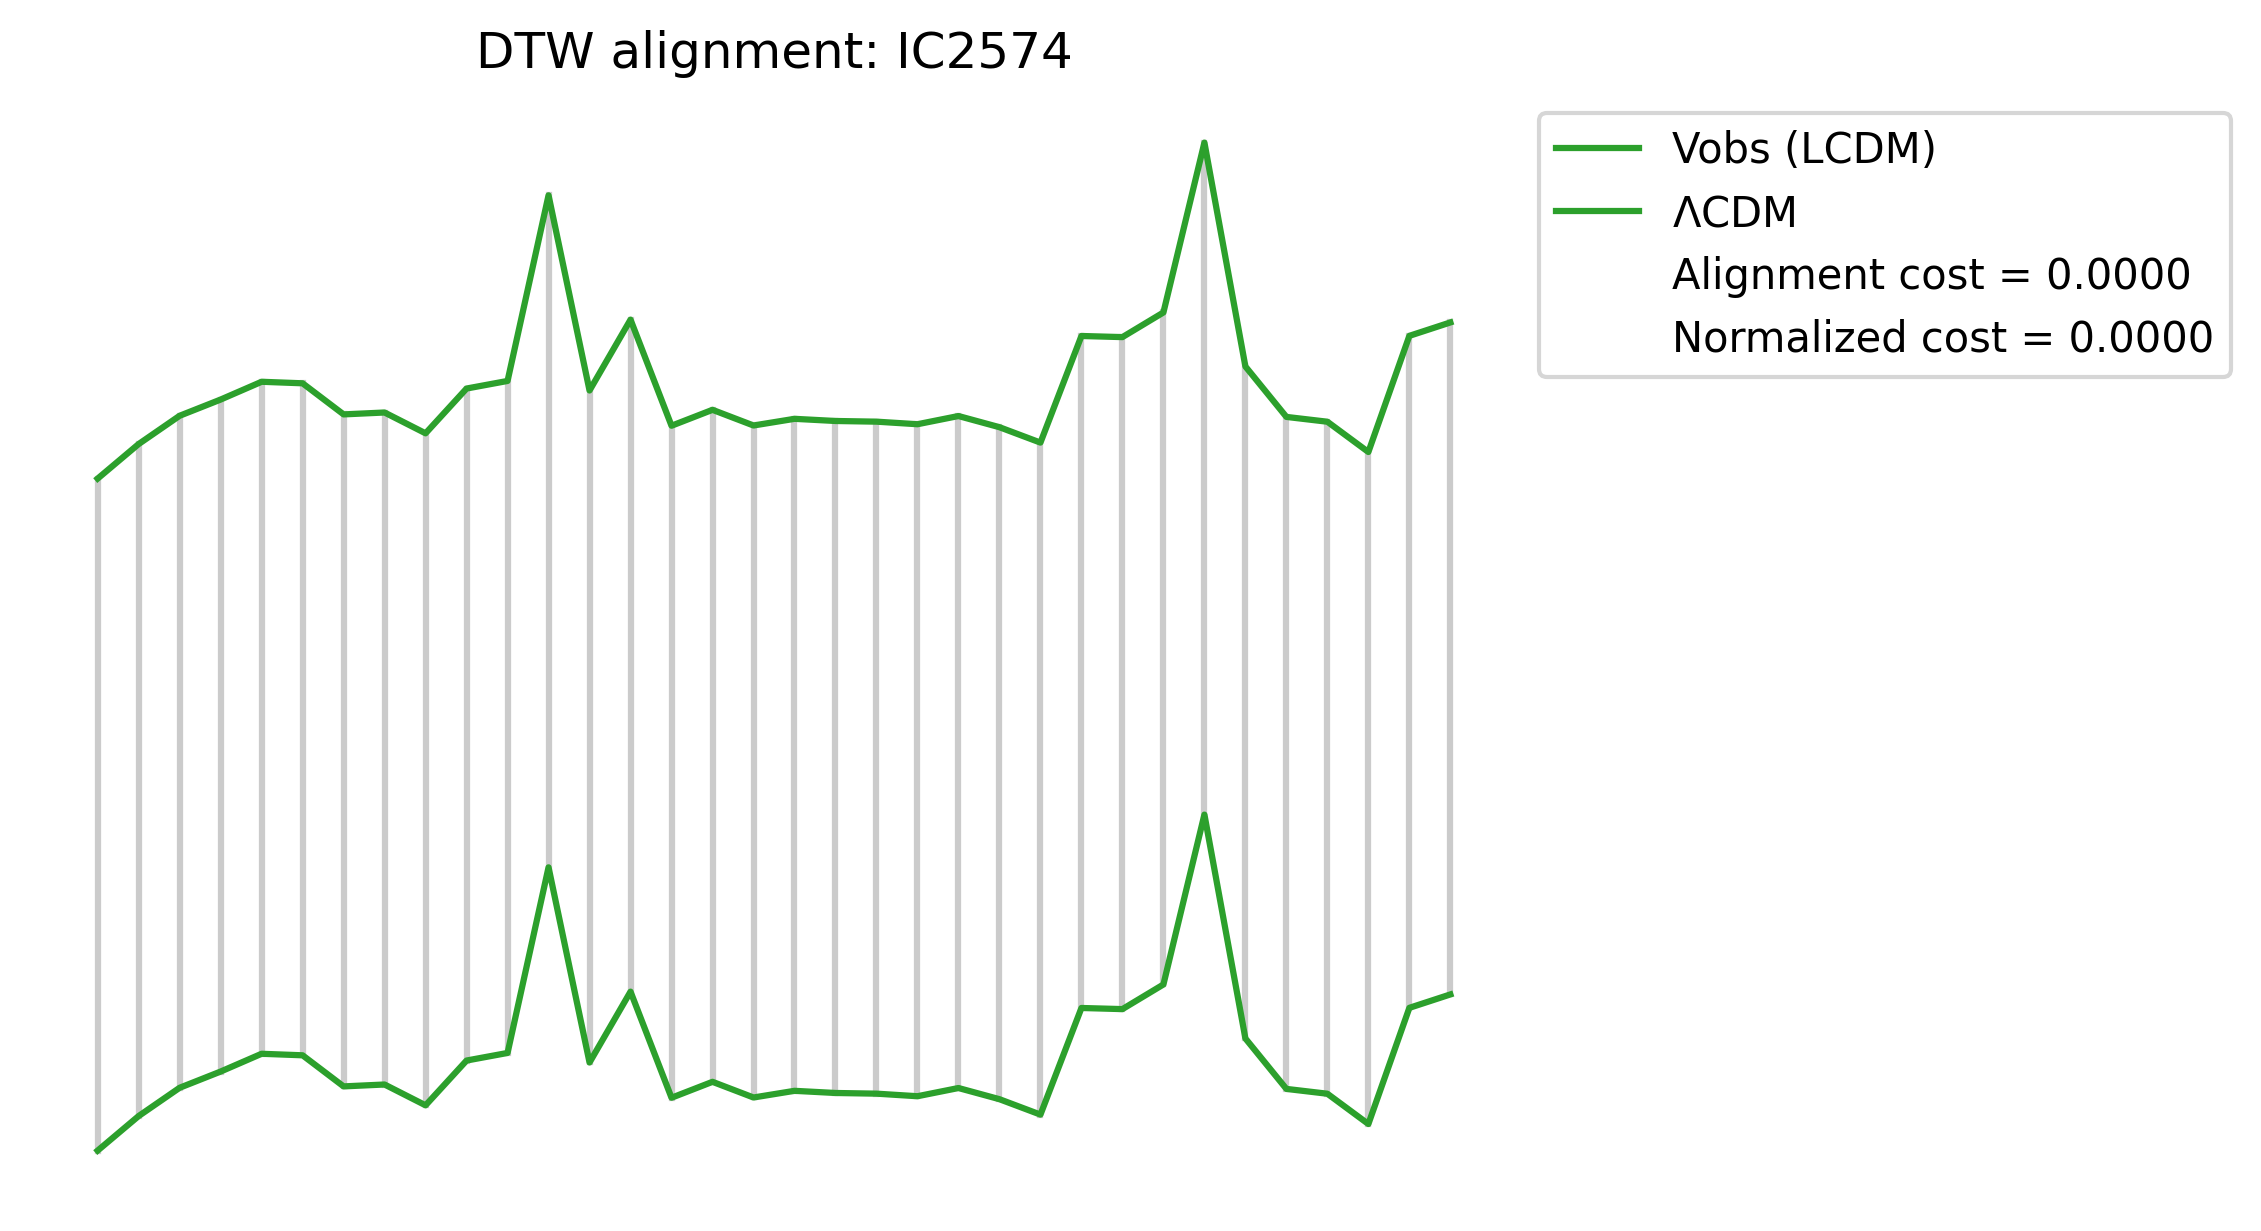 DTW alignment: IC2574
Vobs (LCDM)
ΛCDM
Alignment cost = 0.0000
Normalized cost = 0.0000